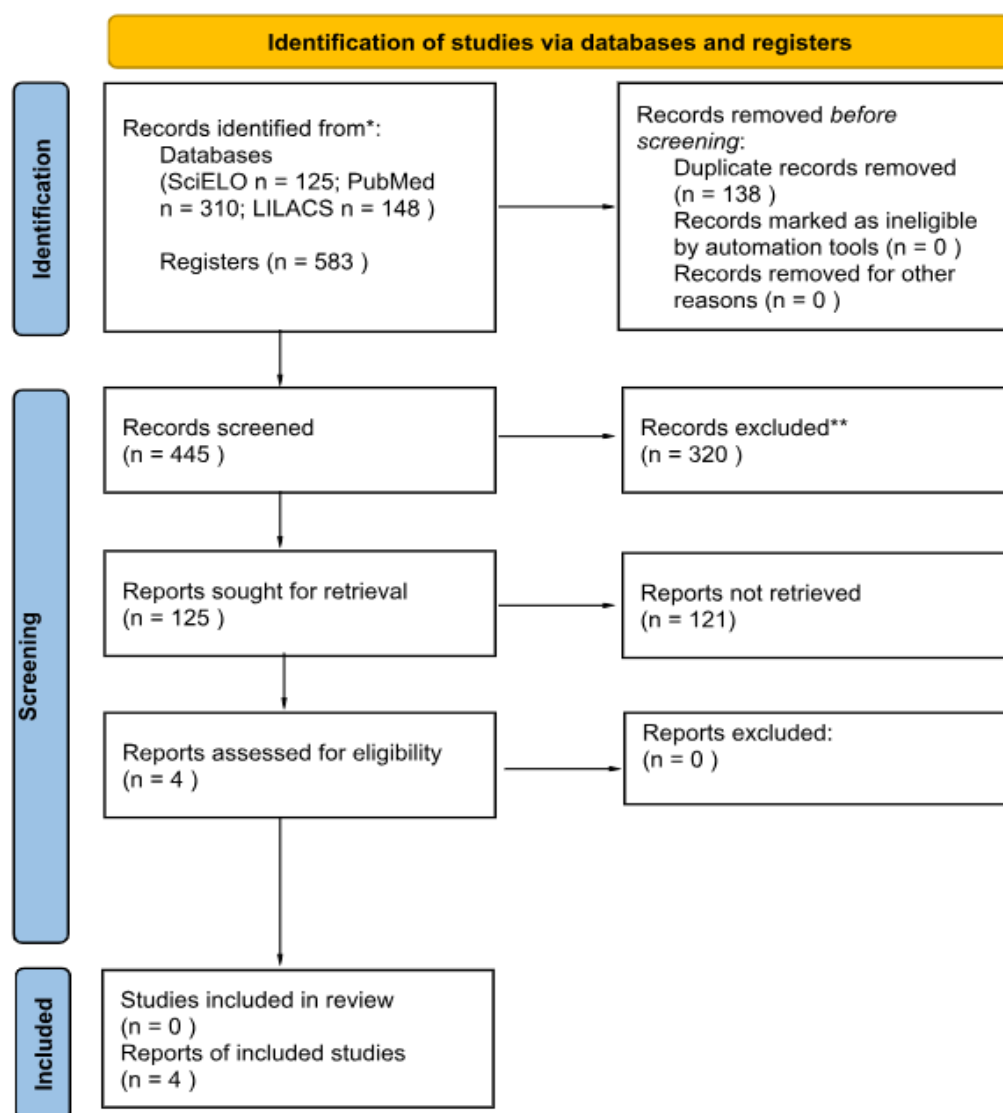 Identification of studies via databases and registers
Identification
Records identified from*:
Databases
(SciELO n = 125; PubMed
n = 310; LILACS n = 148 )
Registers (n = 583 )
Records removed before
screening:
Duplicate records removed
(n = 138 )
Records marked as ineligible
by automation tools (n = 0 )
Records removed for other
reasons (n = 0 )
Screening
Records screened
(n = 445 )
Records excluded**
(n = 320 )
Reports sought for retrieval
(n = 125 )
Reports not retrieved
(n = 121)
Reports assessed for eligibility
(n = 4 )
Reports excluded:
(n = 0 )
Included
Studies included in review
(n = 0 )
Reports of included studies
(n = 4 )